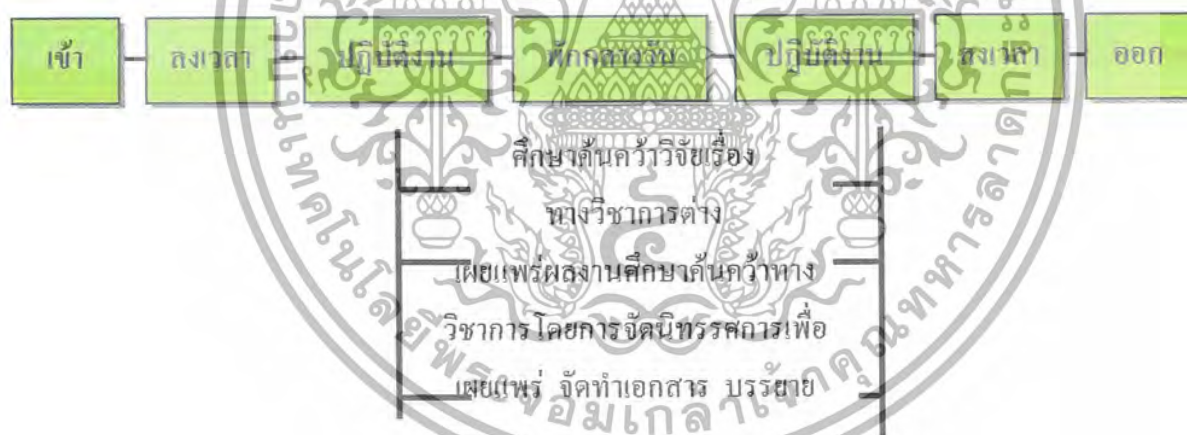 เข้า ลงเวลา ปฏิบัติงาน พักกลางวัน ปฏิบัติงาน ลงเวลา ออก
ศึกษาค้นคว้าวิจัยเรื่อง
ทางวิชาการต่าง
เผยแพร่ผลงานศึกษาค้นคว้าทาง
วิชาการโดยการจัดนิทรรศการเพื่อ
เผยแพร่ จัดทำเอกสาร บรรยาย